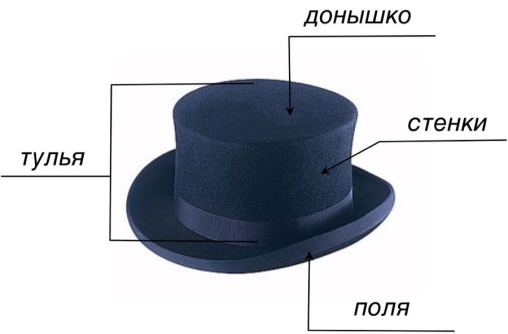 донышко
стенки
тулья
поля